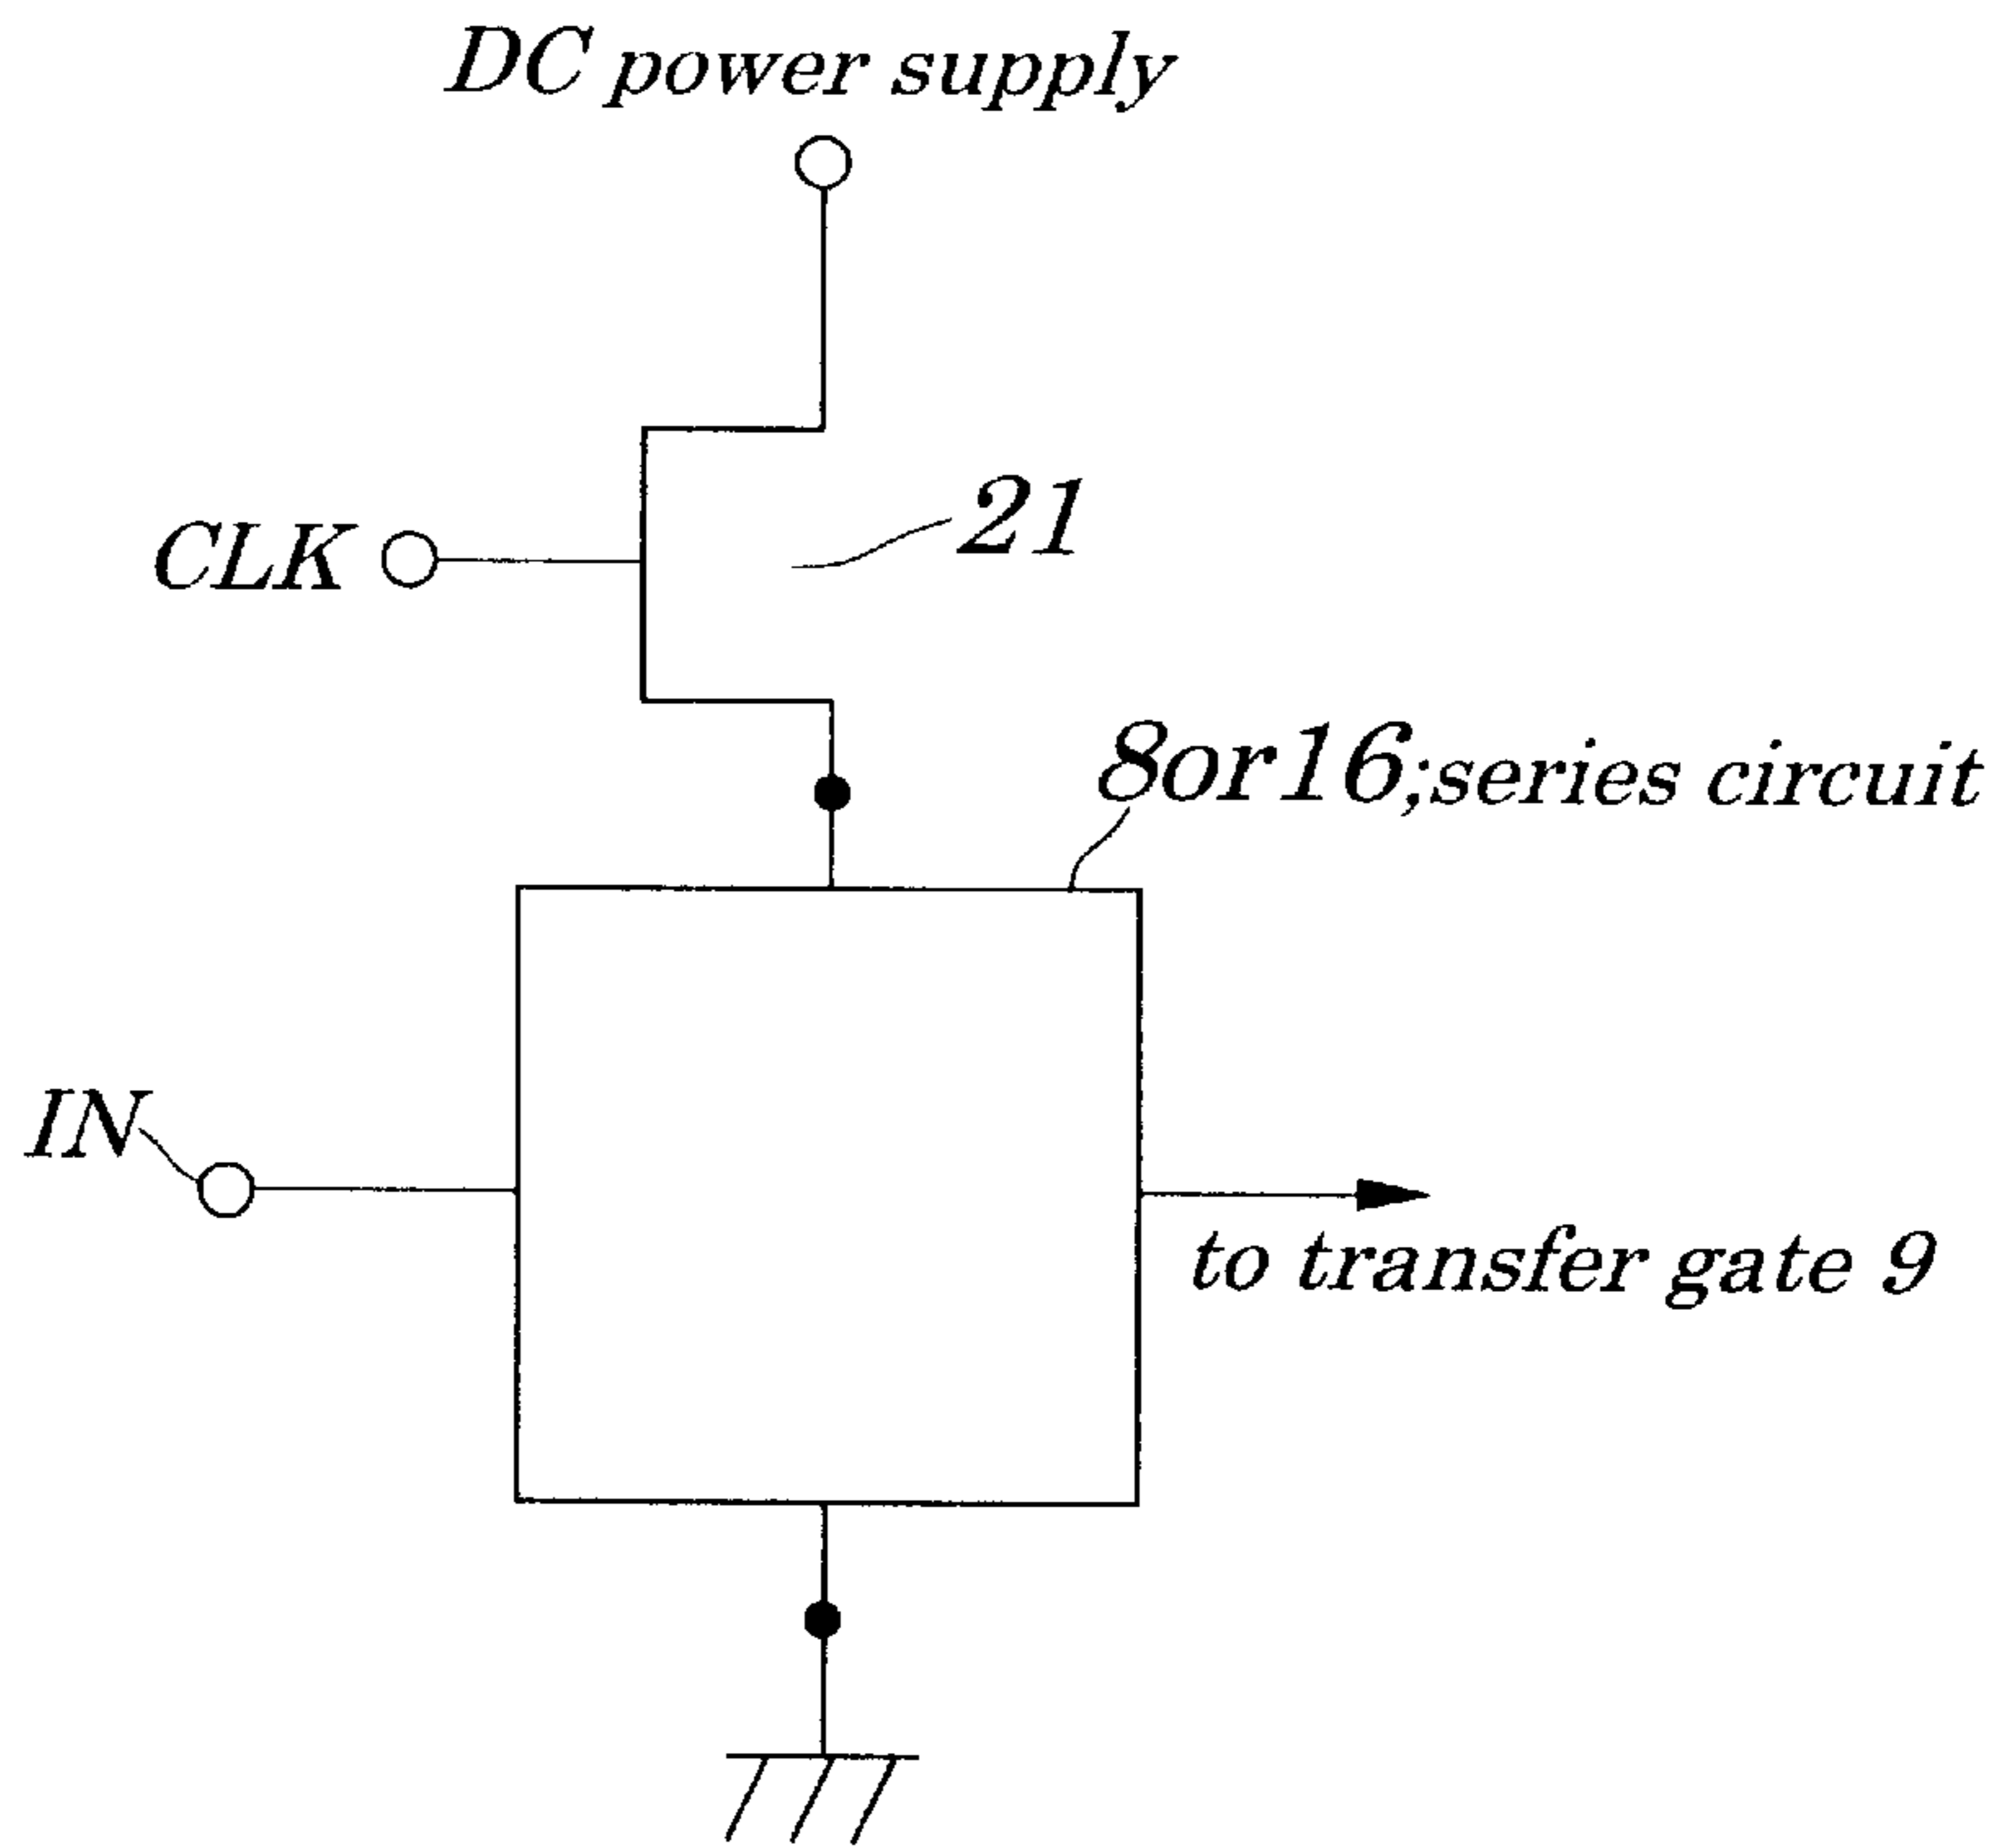 DC power supply
CLK
21
8or16;series circuit
IN
to transfer gate 9